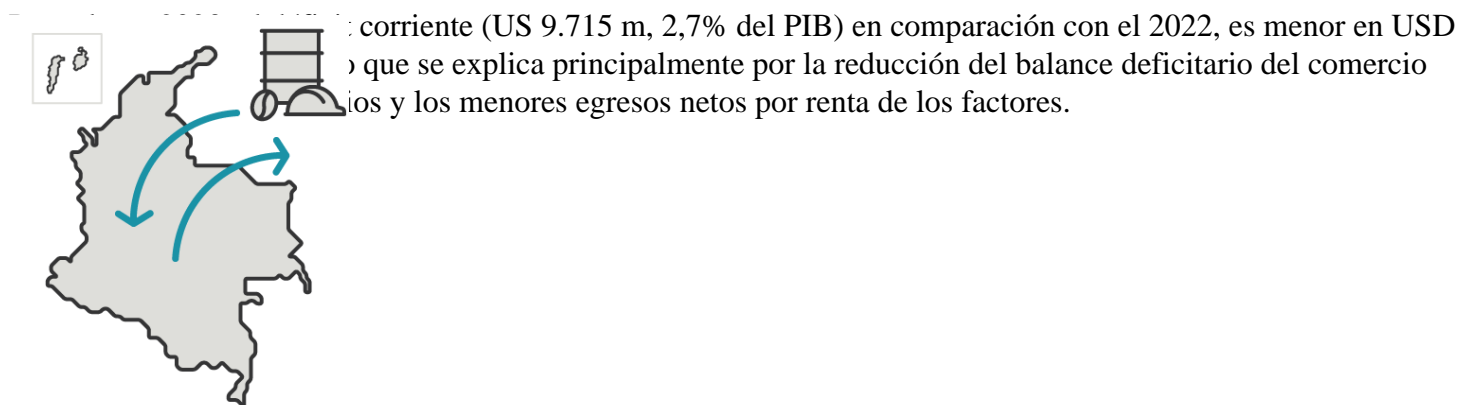 corriente (US 9.715 m, 2,7% del PIB) en comparación con el 2022, es menor en USD
que se explica principalmente por la reducción del balance deficitario del comercio
y los menores egresos netos por renta de los factores.